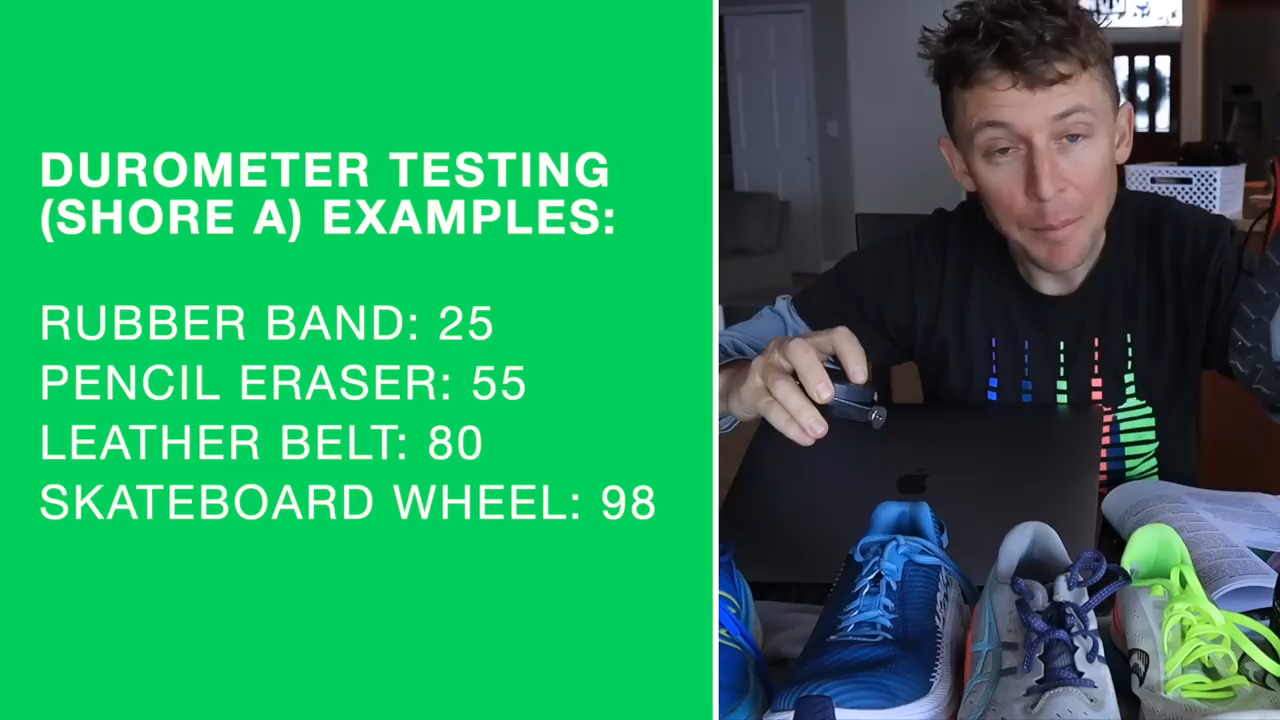 DUROMETER TESTING
(SHORE A) EXAMPLES:
RUBBER BAND: 25
PENCIL ERASER: 55
LEATHER BELT: 80
SKATEBOARD WHEEL: 98